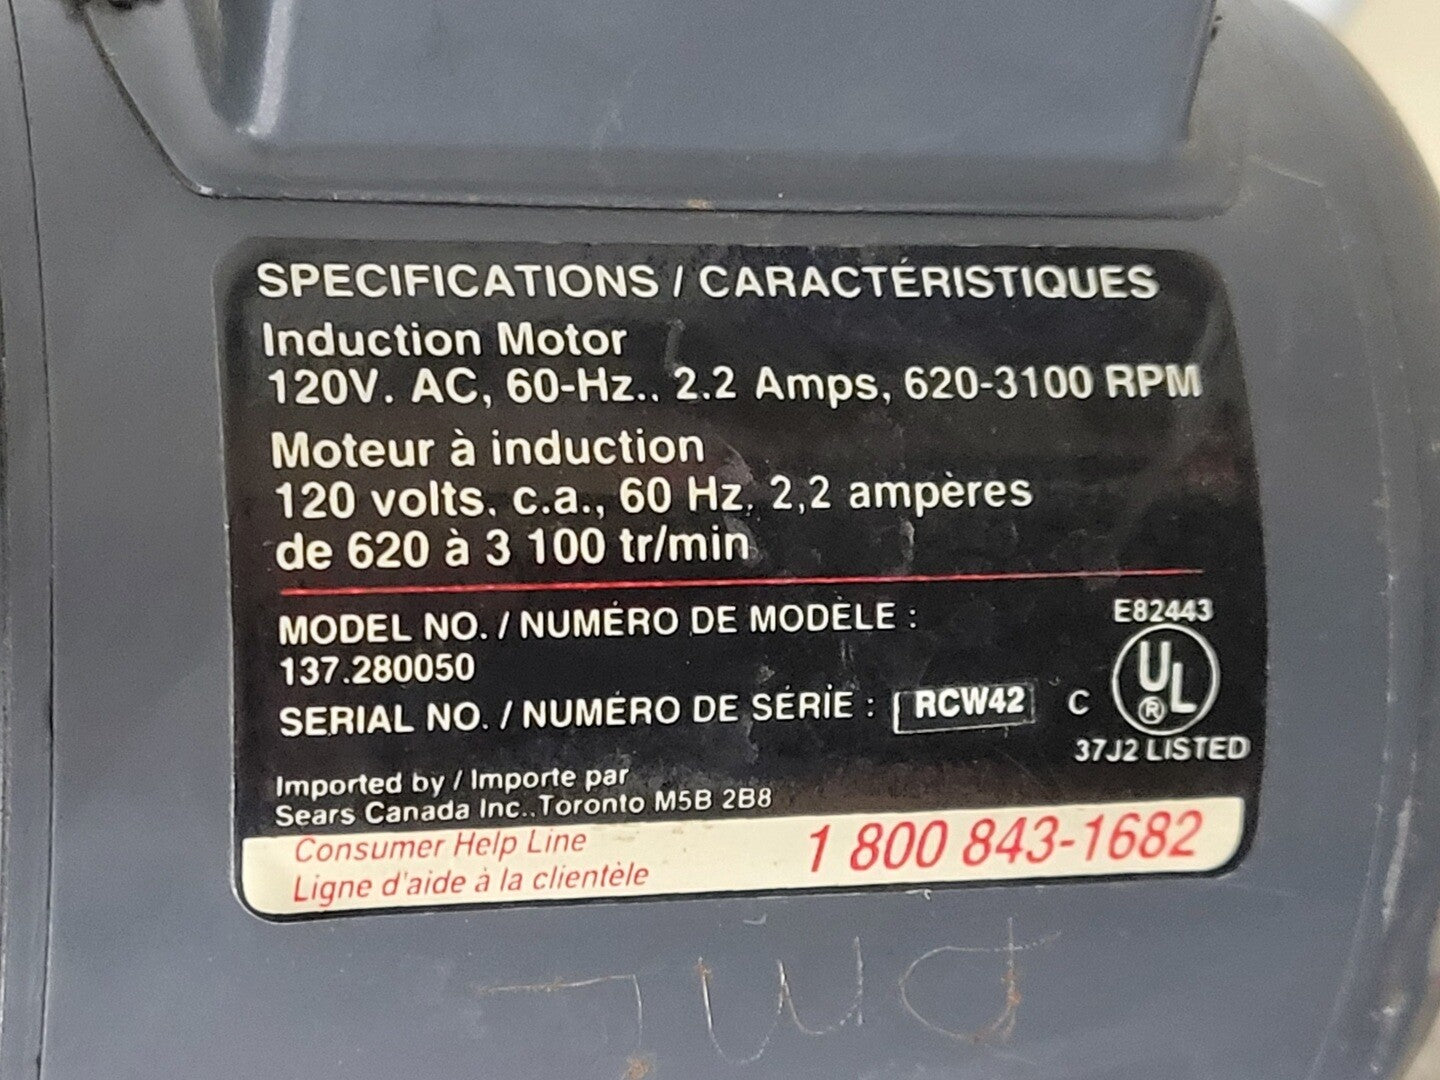 SPECIFICATIONS / CARACTÉRISTIQUES
Induction Motor
120V. AC, 60-Hz.. 2.2 Amps, 620-3100 RPM
Moteur à induction
120 volts. c.a., 60 Hz, 2,2 ampères
de 620 à 3 100 tr/min
MODEL NO. / NUMÉRO DE MODÈLE :
137.280050
SERIAL NO. / NUMÉRO DE SÉRIE : RCW42
E82443
C UL ®
37J2 LISTED
Imported by / Importe par
Sears Canada Inc..Toronto M5B 2B8
Consumer Help Line
Ligne d'aide à la clientèle
1 800 843-1682